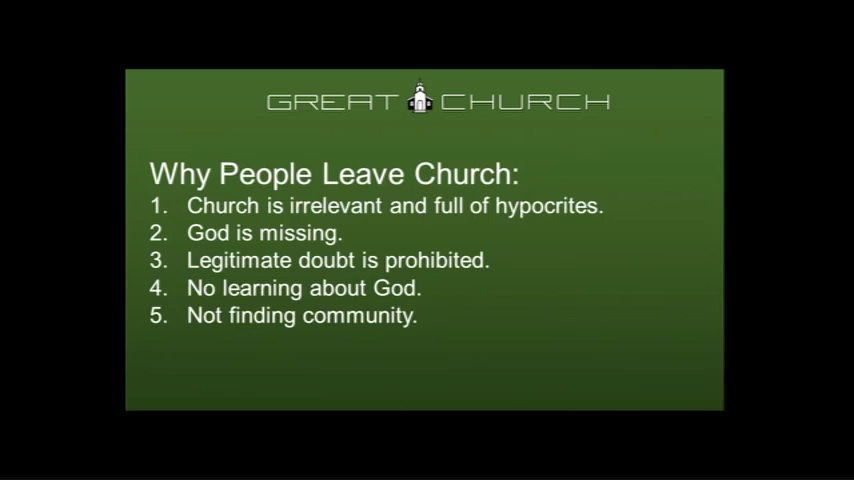 GREAT CHURCH
Why People Leave Church:
1. Church is irrelevant and full of hypocrites.
2. God is missing.
3. Legitimate doubt is prohibited.
4. No learning about God.
5. Not finding community.